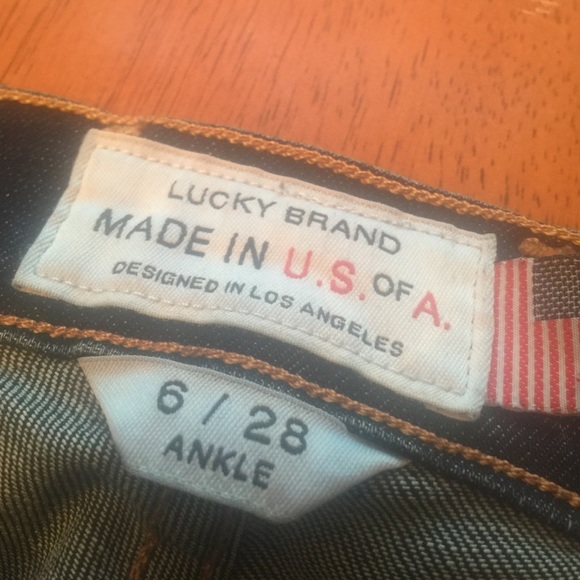 LUCKY BRAND
MADE IN U.S. OF A.
DESIGNED IN LOS ANGELES
6 / 28
ANKLE